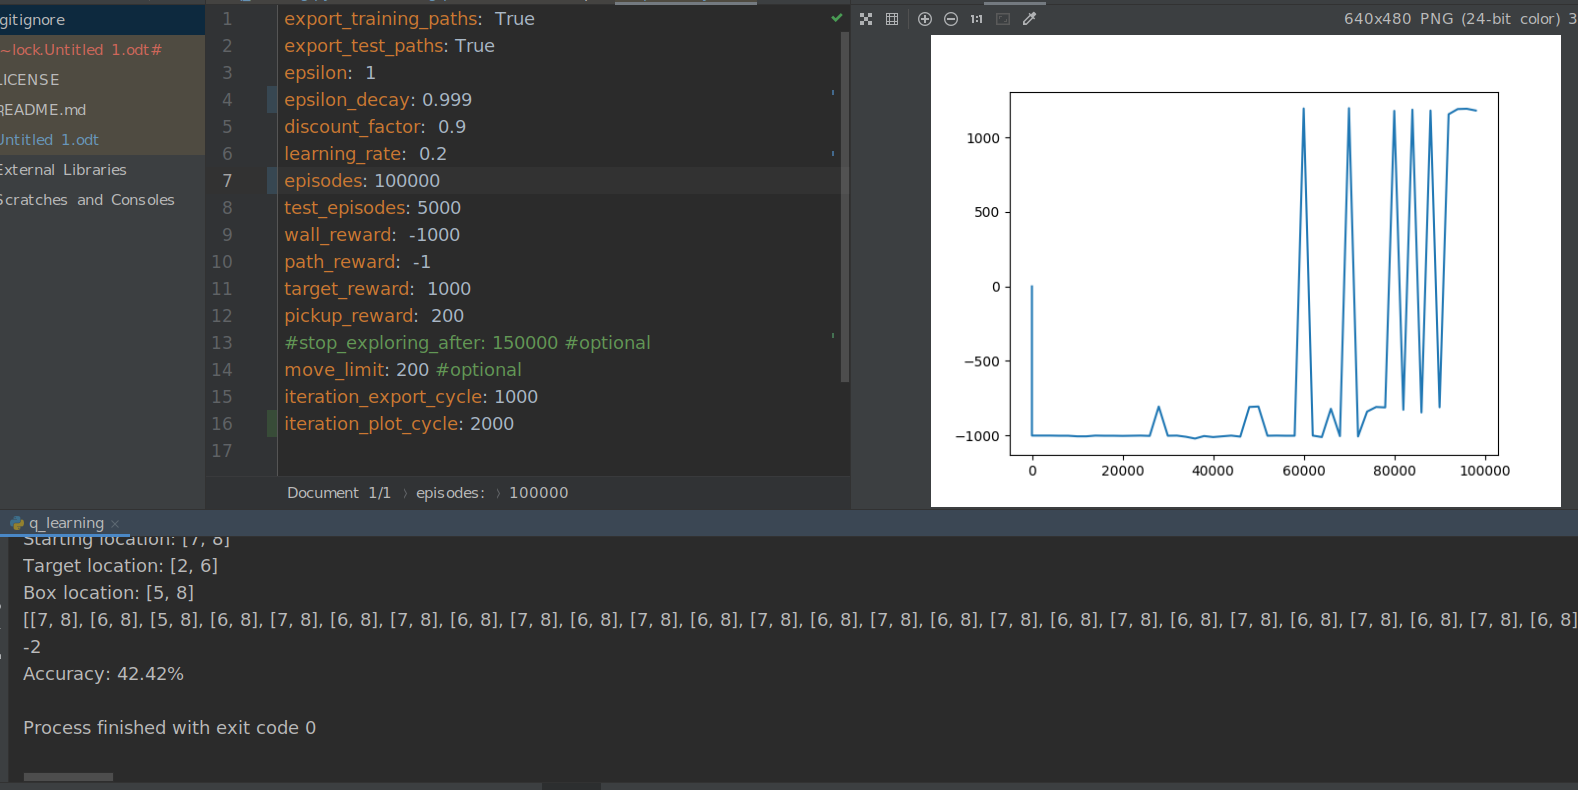 gitignore
~lock.Untitled 1.odt#
LICENSE
README.md
Untitled 1.odt
External Libraries
Scratches and Consoles
1 export_training_paths: True
2 export_test_paths: True
3 epsilon: 1
4 epsilon_decay: 0.999
5 discount_factor: 0.9
6 learning_rate: 0.2
7 episodes: 100000
8 test_episodes: 5000
9 wall_reward: -1000
10 path_reward: -1
11 target_reward: 1000
12 pickup_reward: 200
13 #stop_exploring_after: 150000 #optional
14 move_limit: 200 #optional
15 iteration_export_cycle: 1000
16 iteration_plot_cycle: 2000
17
Document 1/1 › episodes: › 100000
1:1
640x480 PNG (24-bit color) 3
1000
500
0
−500
−1000
0 20000 40000 60000 80000 100000
q_learning ×
Starting location: [7, 8]
Target location: [2, 6]
Box location: [5, 8]
[[7, 8], [6, 8], [5, 8], [6, 8], [7, 8], [6, 8], [7, 8], [6, 8], [7, 8], [6, 8], [7, 8], [6, 8], [7, 8], [6, 8], [7, 8], [6, 8], [7, 8], [6, 8], [7, 8], [6, 8], [7, 8], [6, 8], [7, 8], [6, 8], [7, 8], [6, 8]
-2
Accuracy: 42.42%
Process finished with exit code 0